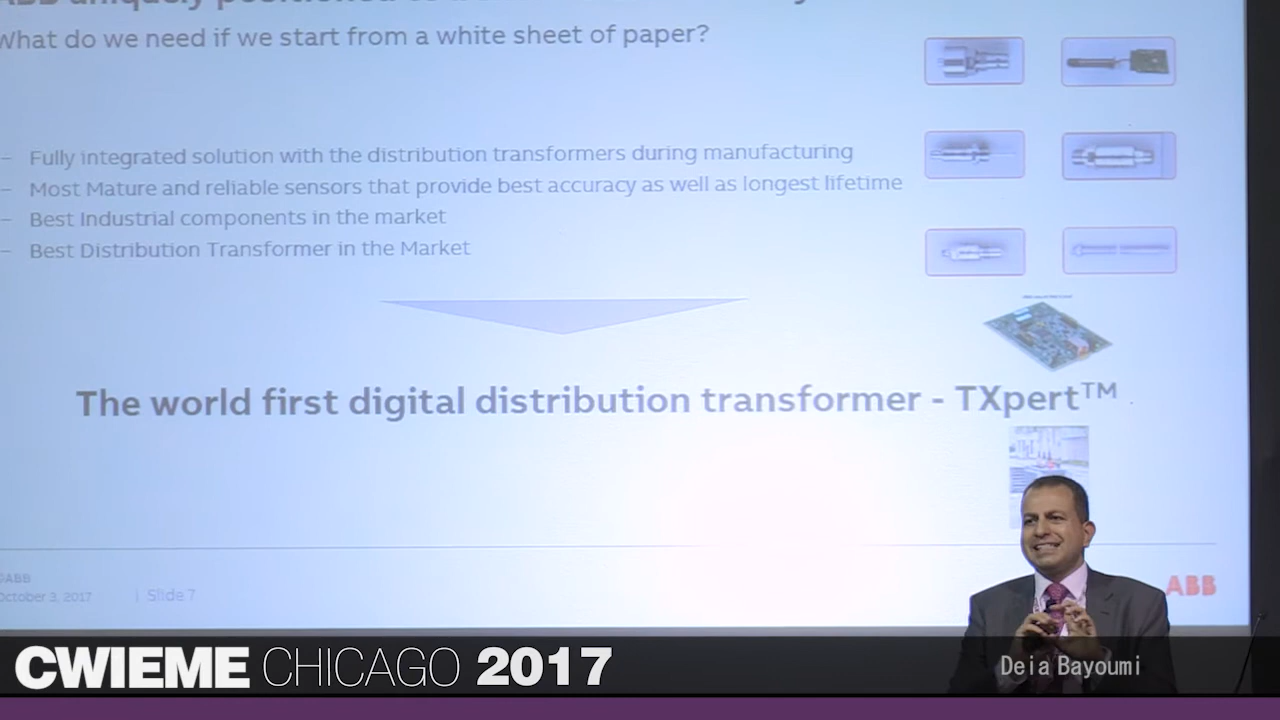 What do we need if we start from a white sheet of paper?
– Fully integrated solution with the distribution transformers during manufacturing
– Most Mature and reliable sensors that provide best accuracy as well as longest lifetime
– Best Industrial components in the market
– Best Distribution Transformer in the Market
The world first digital distribution transformer - TXpert™
©ABB
October 3, 2017 | Slide 7
ABB
CWIEME CHICAGO 2017
Deia Bayoumi